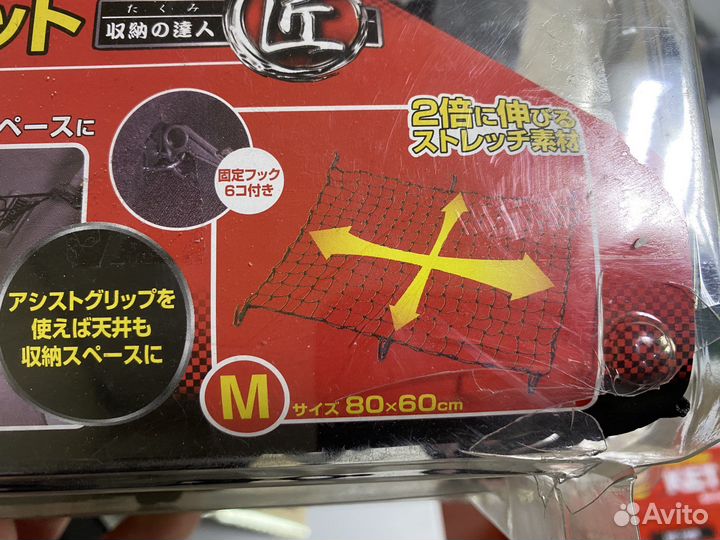 ット
たくみ
収納の達人
匠
ペースに
固定フック
6コ付き
2倍に伸びる
ストレッチ素材
アシストグリップを
使えば天井も
収納スペースに
M サイズ 80×60cm
Avito